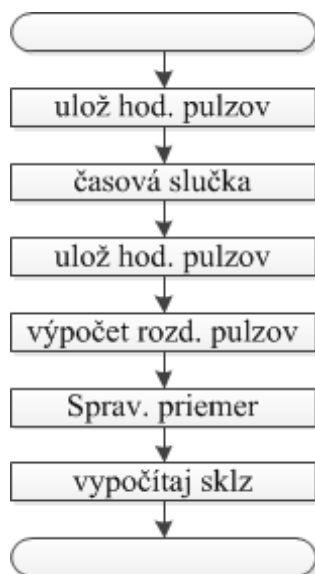 ulož hod. pulzov
časová slučka
ulož hod. pulzov
výpočet rozd. pulzov
Sprav. priemer
vypočítaj sklz